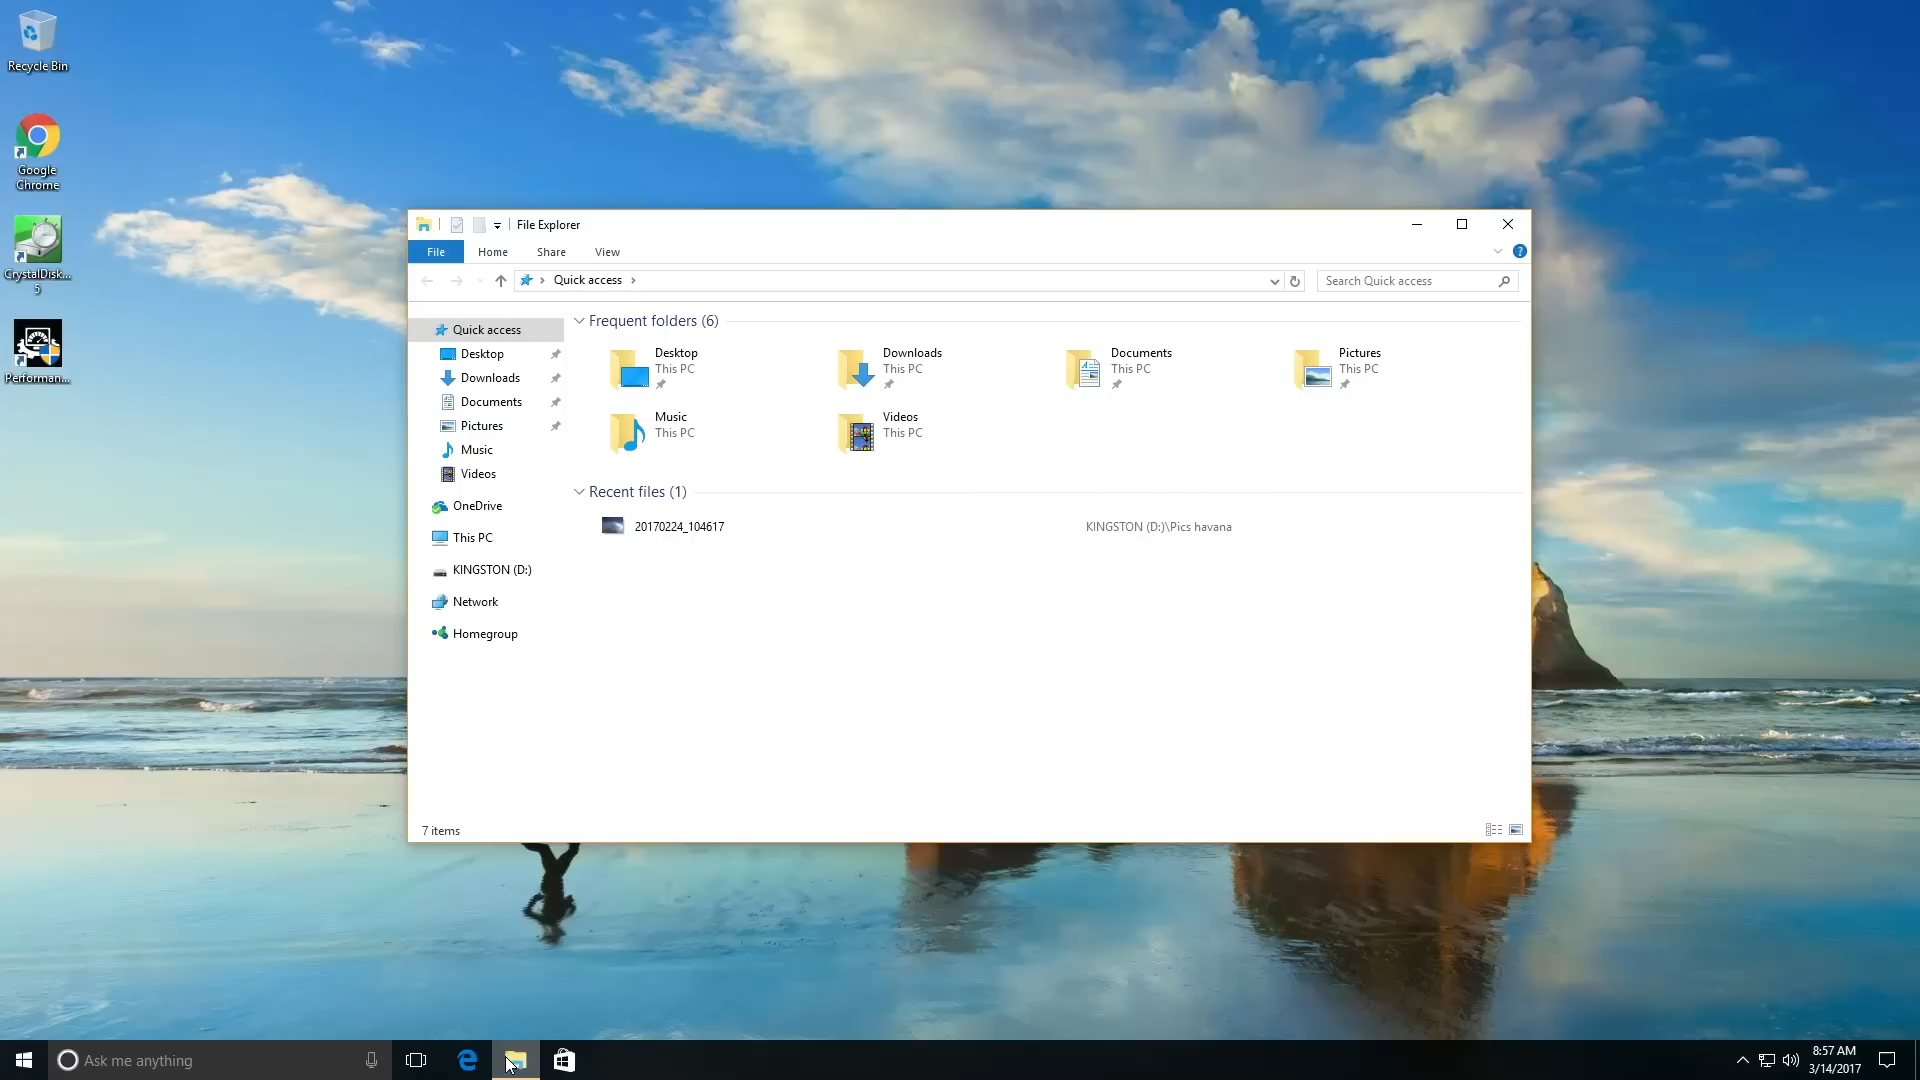 Recycle Bin
Google
Chrome
CrystalDisk...
5
Performan...
File Explorer
File
Home
Share
View
?
Quick access
Search Quick access
Quick access
Desktop
Downloads
Documents
Pictures
Music
Videos
OneDrive
This PC
KINGSTON (D:)
Network
Homegroup
Frequent folders (6)
Desktop
This PC
Downloads
This PC
Documents
This PC
Pictures
This PC
Music
This PC
Videos
This PC
Recent files (1)
20170224_104617
KINGSTON (D:)\Pics havana
7 items
Ask me anything
8:57 AM
3/14/2017